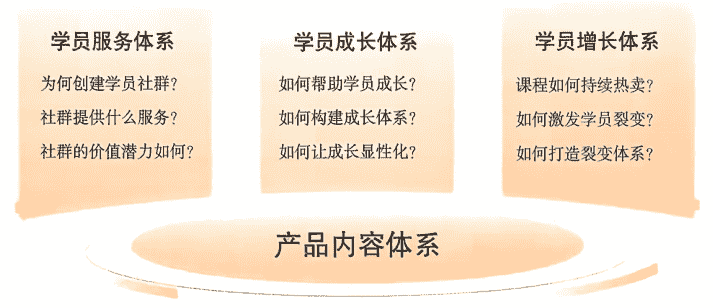 学员服务体系
为何创建学员社群?
社群提供什么服务?
社群的价值潜力如何?
学员成长体系
如何帮助学员成长?
如何构建成长体系?
如何让成长显性化?
学员增长体系
课程如何持续热卖?
如何激发学员裂变?
如何打造裂变体系?
产品内容体系